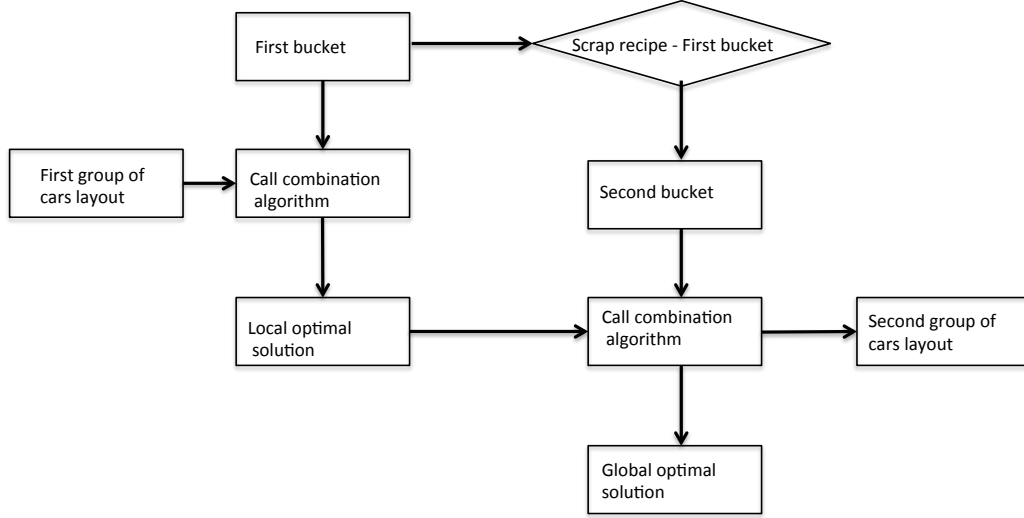 First bucket
Scrap recipe - First bucket
First group of
cars layout
Call combination
algorithm
Second bucket
Local optimal
solution
Call combination
algorithm
Second group of
cars layout
Global optimal
solution